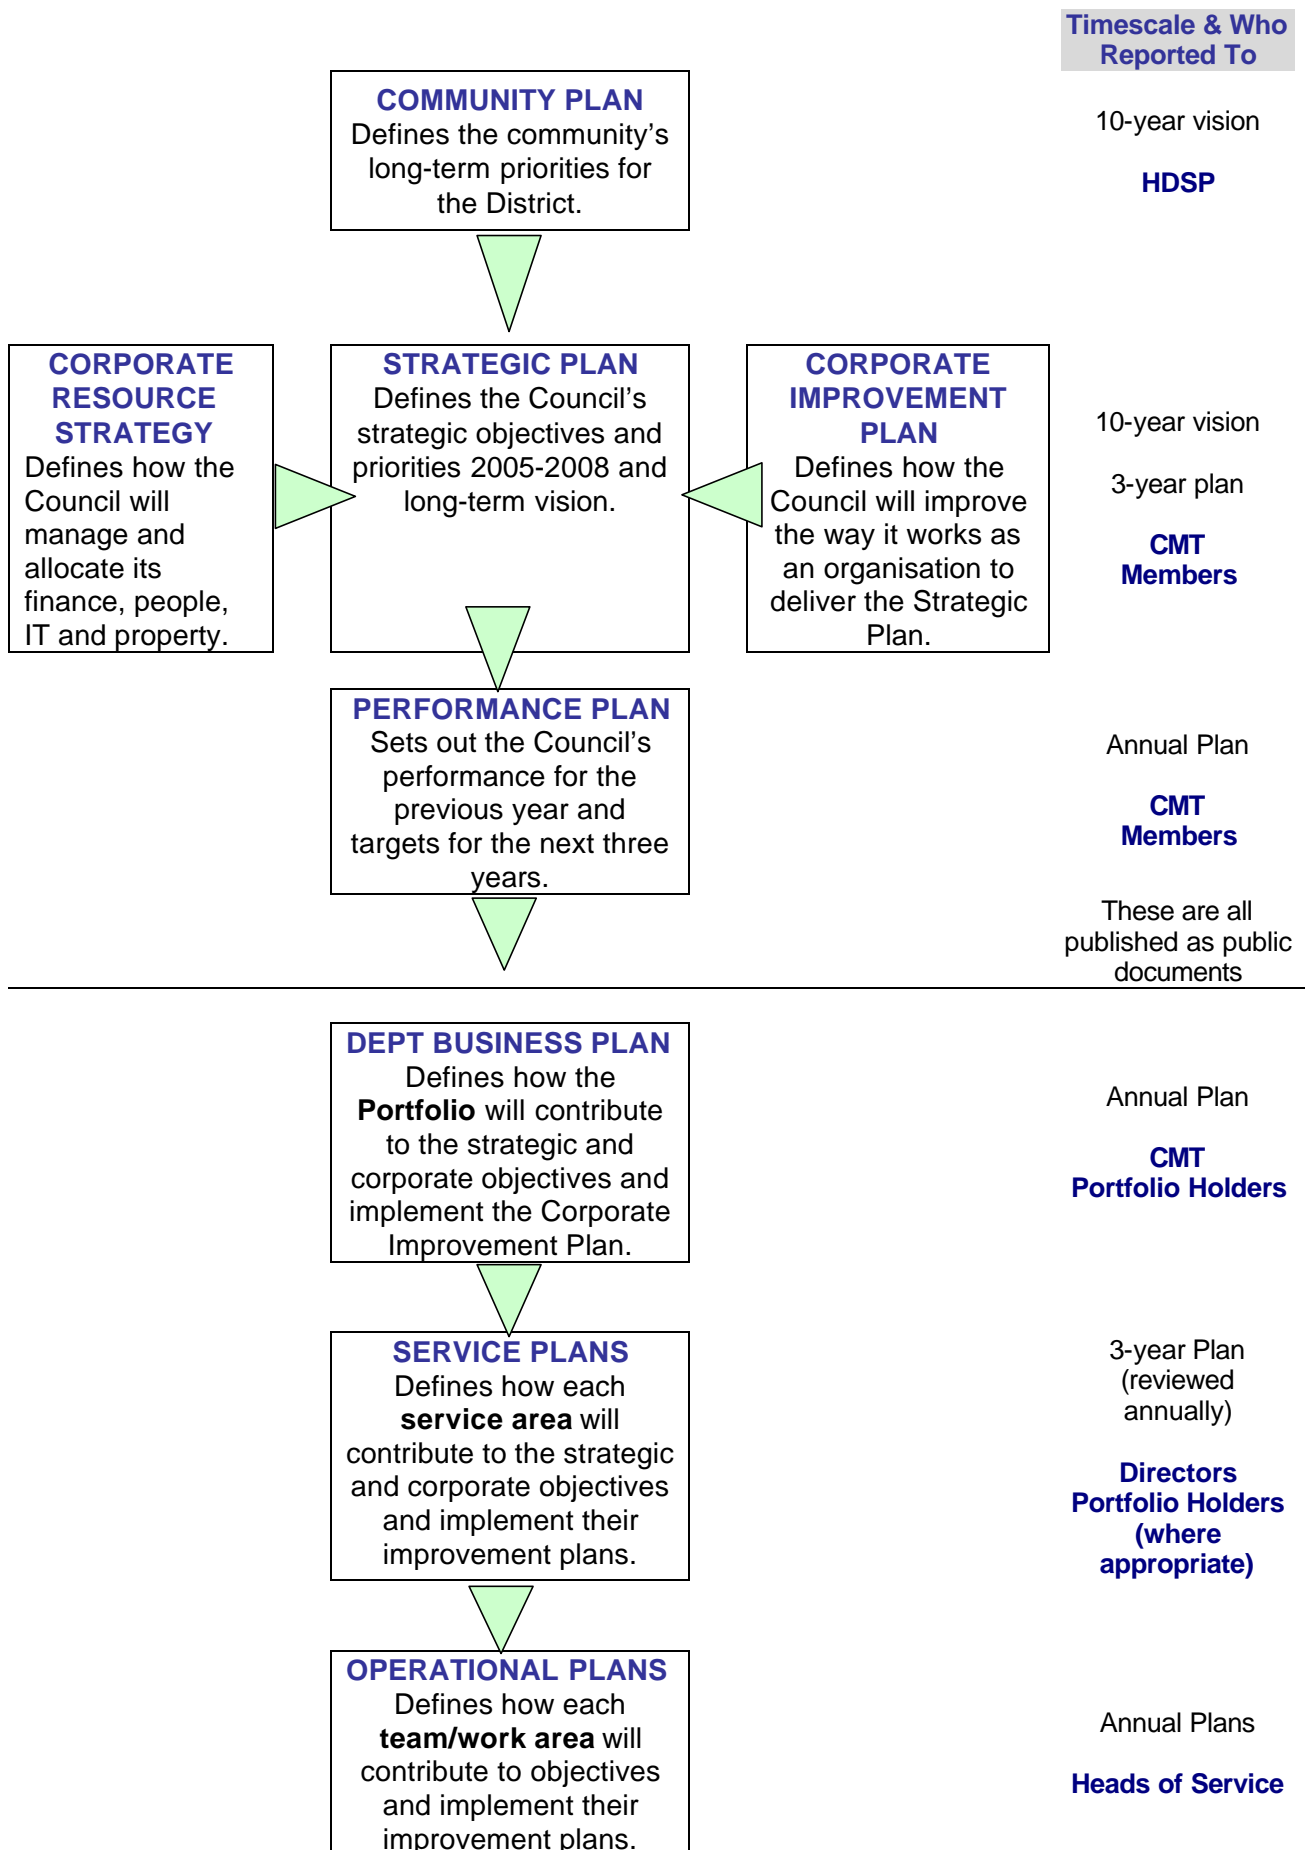 Timescale & Who
Reported To
COMMUNITY PLAN
Defines the community's
long-term priorities for
the District.
10-year vision
HDSP
CORPORATE
RESOURCE
STRATEGY
Defines how the
Council will
manage and
allocate its
finance, people,
IT and property.
STRATEGIC PLAN
Defines the Council's
strategic objectives and
priorities 2005-2008 and
long-term vision.
CORPORATE
IMPROVEMENT
PLAN
Defines how the
Council will improve
the way it works as
an organisation to
deliver the Strategic
Plan.
10-year vision
3-year plan
CMT
Members
PERFORMANCE PLAN
Sets out the Council's
performance for the
previous year and
targets for the next three
years.
Annual Plan
CMT
Members
These are all
published as public
documents
DEPT BUSINESS PLAN
Defines how the
Portfolio will contribute
to the strategic and
corporate objectives and
implement the Corporate
Improvement Plan.
Annual Plan
CMT
Portfolio Holders
SERVICE PLANS
Defines how each
service area will
contribute to the strategic
and corporate objectives
and implement their
improvement plans.
3-year Plan
(reviewed
annually)
Directors
Portfolio Holders
(where
appropriate)
OPERATIONAL PLANS
Defines how each
team/work area will
contribute to objectives
and implement their
improvement plans.
Annual Plans
Heads of Service